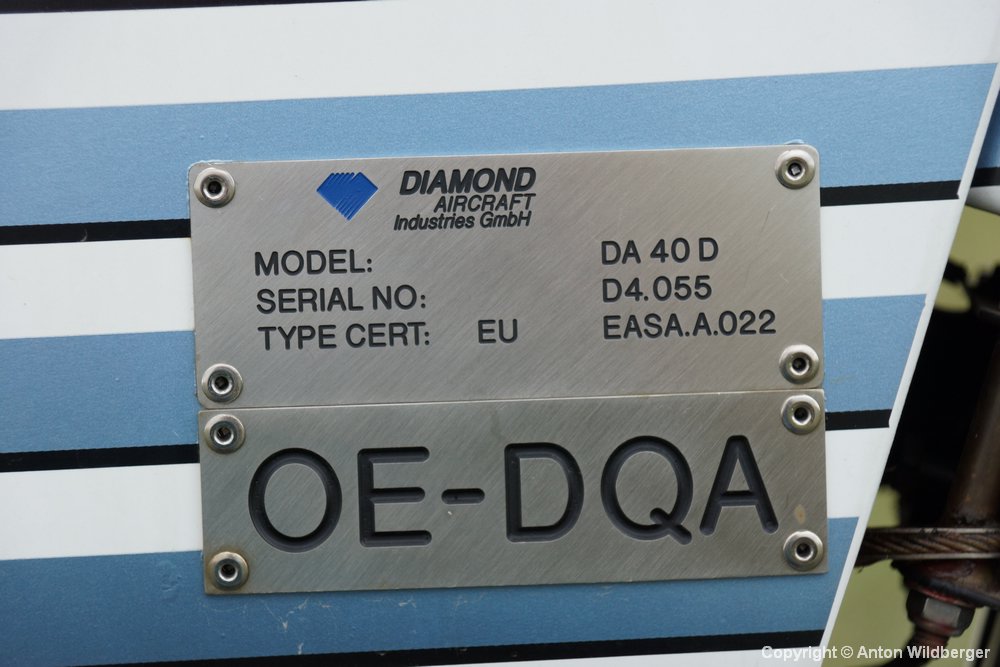 DIAMOND
AIRCRAFT
Industries GmbH
MODEL: DA 40 D
SERIAL NO: D4.055
TYPE CERT: EU EASA.A.022
OE-DQA
Copyright © Anton Wildberger